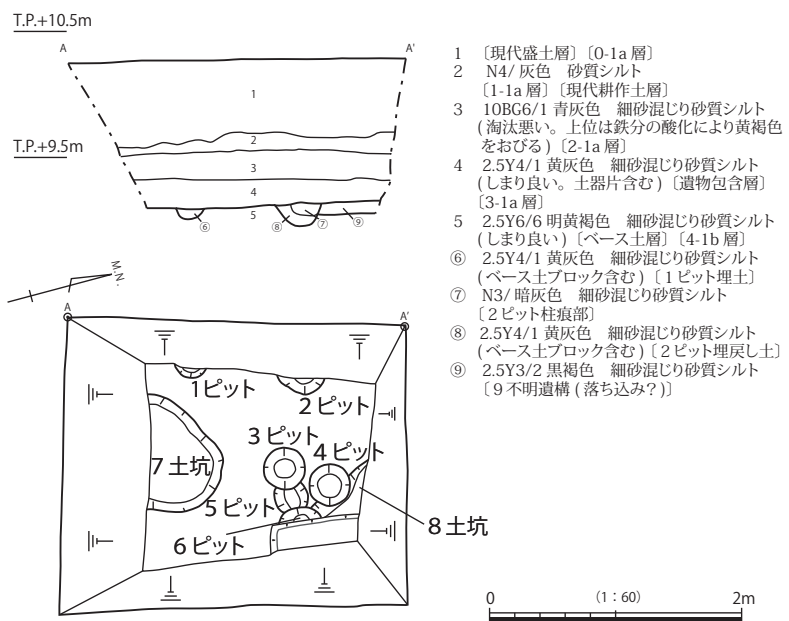 T.P.+10.5m
A
A'
1
T.P.+9.5m
2
3
4
5
⑥
⑧
⑦
⑨
1　〔現代盛土層〕〔0-1a 層〕
2　N4/ 灰色　砂質シルト
〔1-1a 層〕〔現代耕作土層〕
3　10BG6/1 青灰色　細砂混じり砂質シルト
( 淘汰悪い。上位は鉄分の酸化により黄褐色
をおびる ) 〔2-1a 層〕
4　2.5Y4/1 黄灰色　細砂混じり砂質シルト
( しまり良い。土器片含む ) 〔遺物包含層〕
〔3-1a 層〕
5　2.5Y6/6 明黄褐色　細砂混じり砂質シルト
( しまり良い ) 〔ベース土層〕〔4-1b 層〕
⑥　2.5Y4/1 黄灰色　細砂混じり砂質シルト
( ベース土ブロック含む ) 〔１ピット埋土〕
⑦　N3/ 暗灰色　細砂混じり砂質シルト
〔２ピット柱痕部〕
⑧　2.5Y4/1 黄灰色　細砂混じり砂質シルト
( ベース土ブロック含む ) 〔２ピット埋戻し土〕
⑨　2.5Y3/2 黒褐色　細砂混じり砂質シルト
〔９不明遺構 ( 落ち込み？)〕
M.N.
A
A'
1ピット
2ピット
3ピット
4ピット
7土坑
5ピット
6ピット
8土坑
0
（1：60）
2m